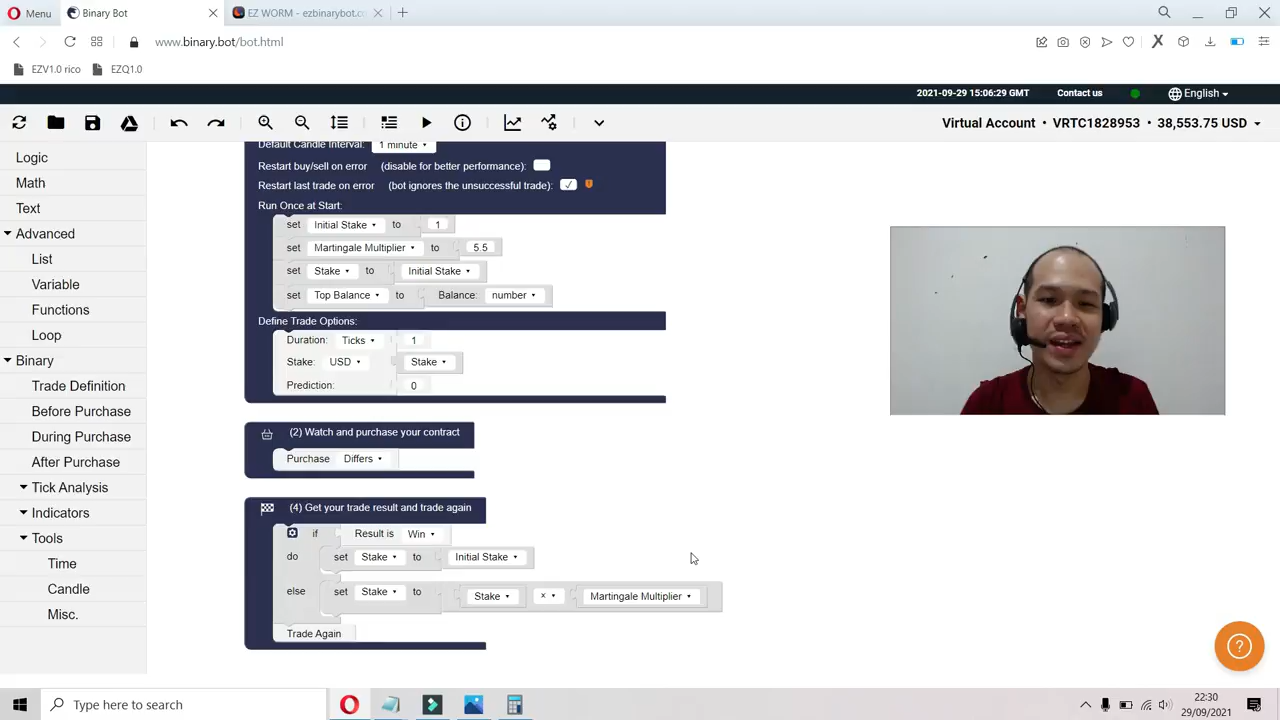 Menu
Binary Bot
EZ WORM - ezbinarybot.co
www.binary.bot/bot.html
EZV1.0 rico
EZQ1.0
2021-09-29 15:06:29 GMT
Contact us
English
Virtual Account • VRTC1828953 • 38,553.75 USD
Logic
Math
Text
Advanced
List
Variable
Functions
Loop
Binary
Trade Definition
Before Purchase
During Purchase
After Purchase
Tick Analysis
Indicators
Tools
Time
Candle
Misc.
Default Candle Interval: 1 minute
Restart buy/sell on error (disable for better performance):
Restart last trade on error (bot ignores the unsuccessful trade): ✓
Run Once at Start:
set Initial Stake to 1
set Martingale Multiplier to 5.5
set Stake to Initial Stake
set Top Balance to Balance: number
Define Trade Options:
Duration: Ticks 1
Stake: USD Stake
Prediction: 0
(2) Watch and purchase your contract
Purchase Differs
(4) Get your trade result and trade again
if Result is Win
do set Stake to Initial Stake
else set Stake to Stake × Martingale Multiplier
Trade Again
Type here to search
22:30
29/09/2021